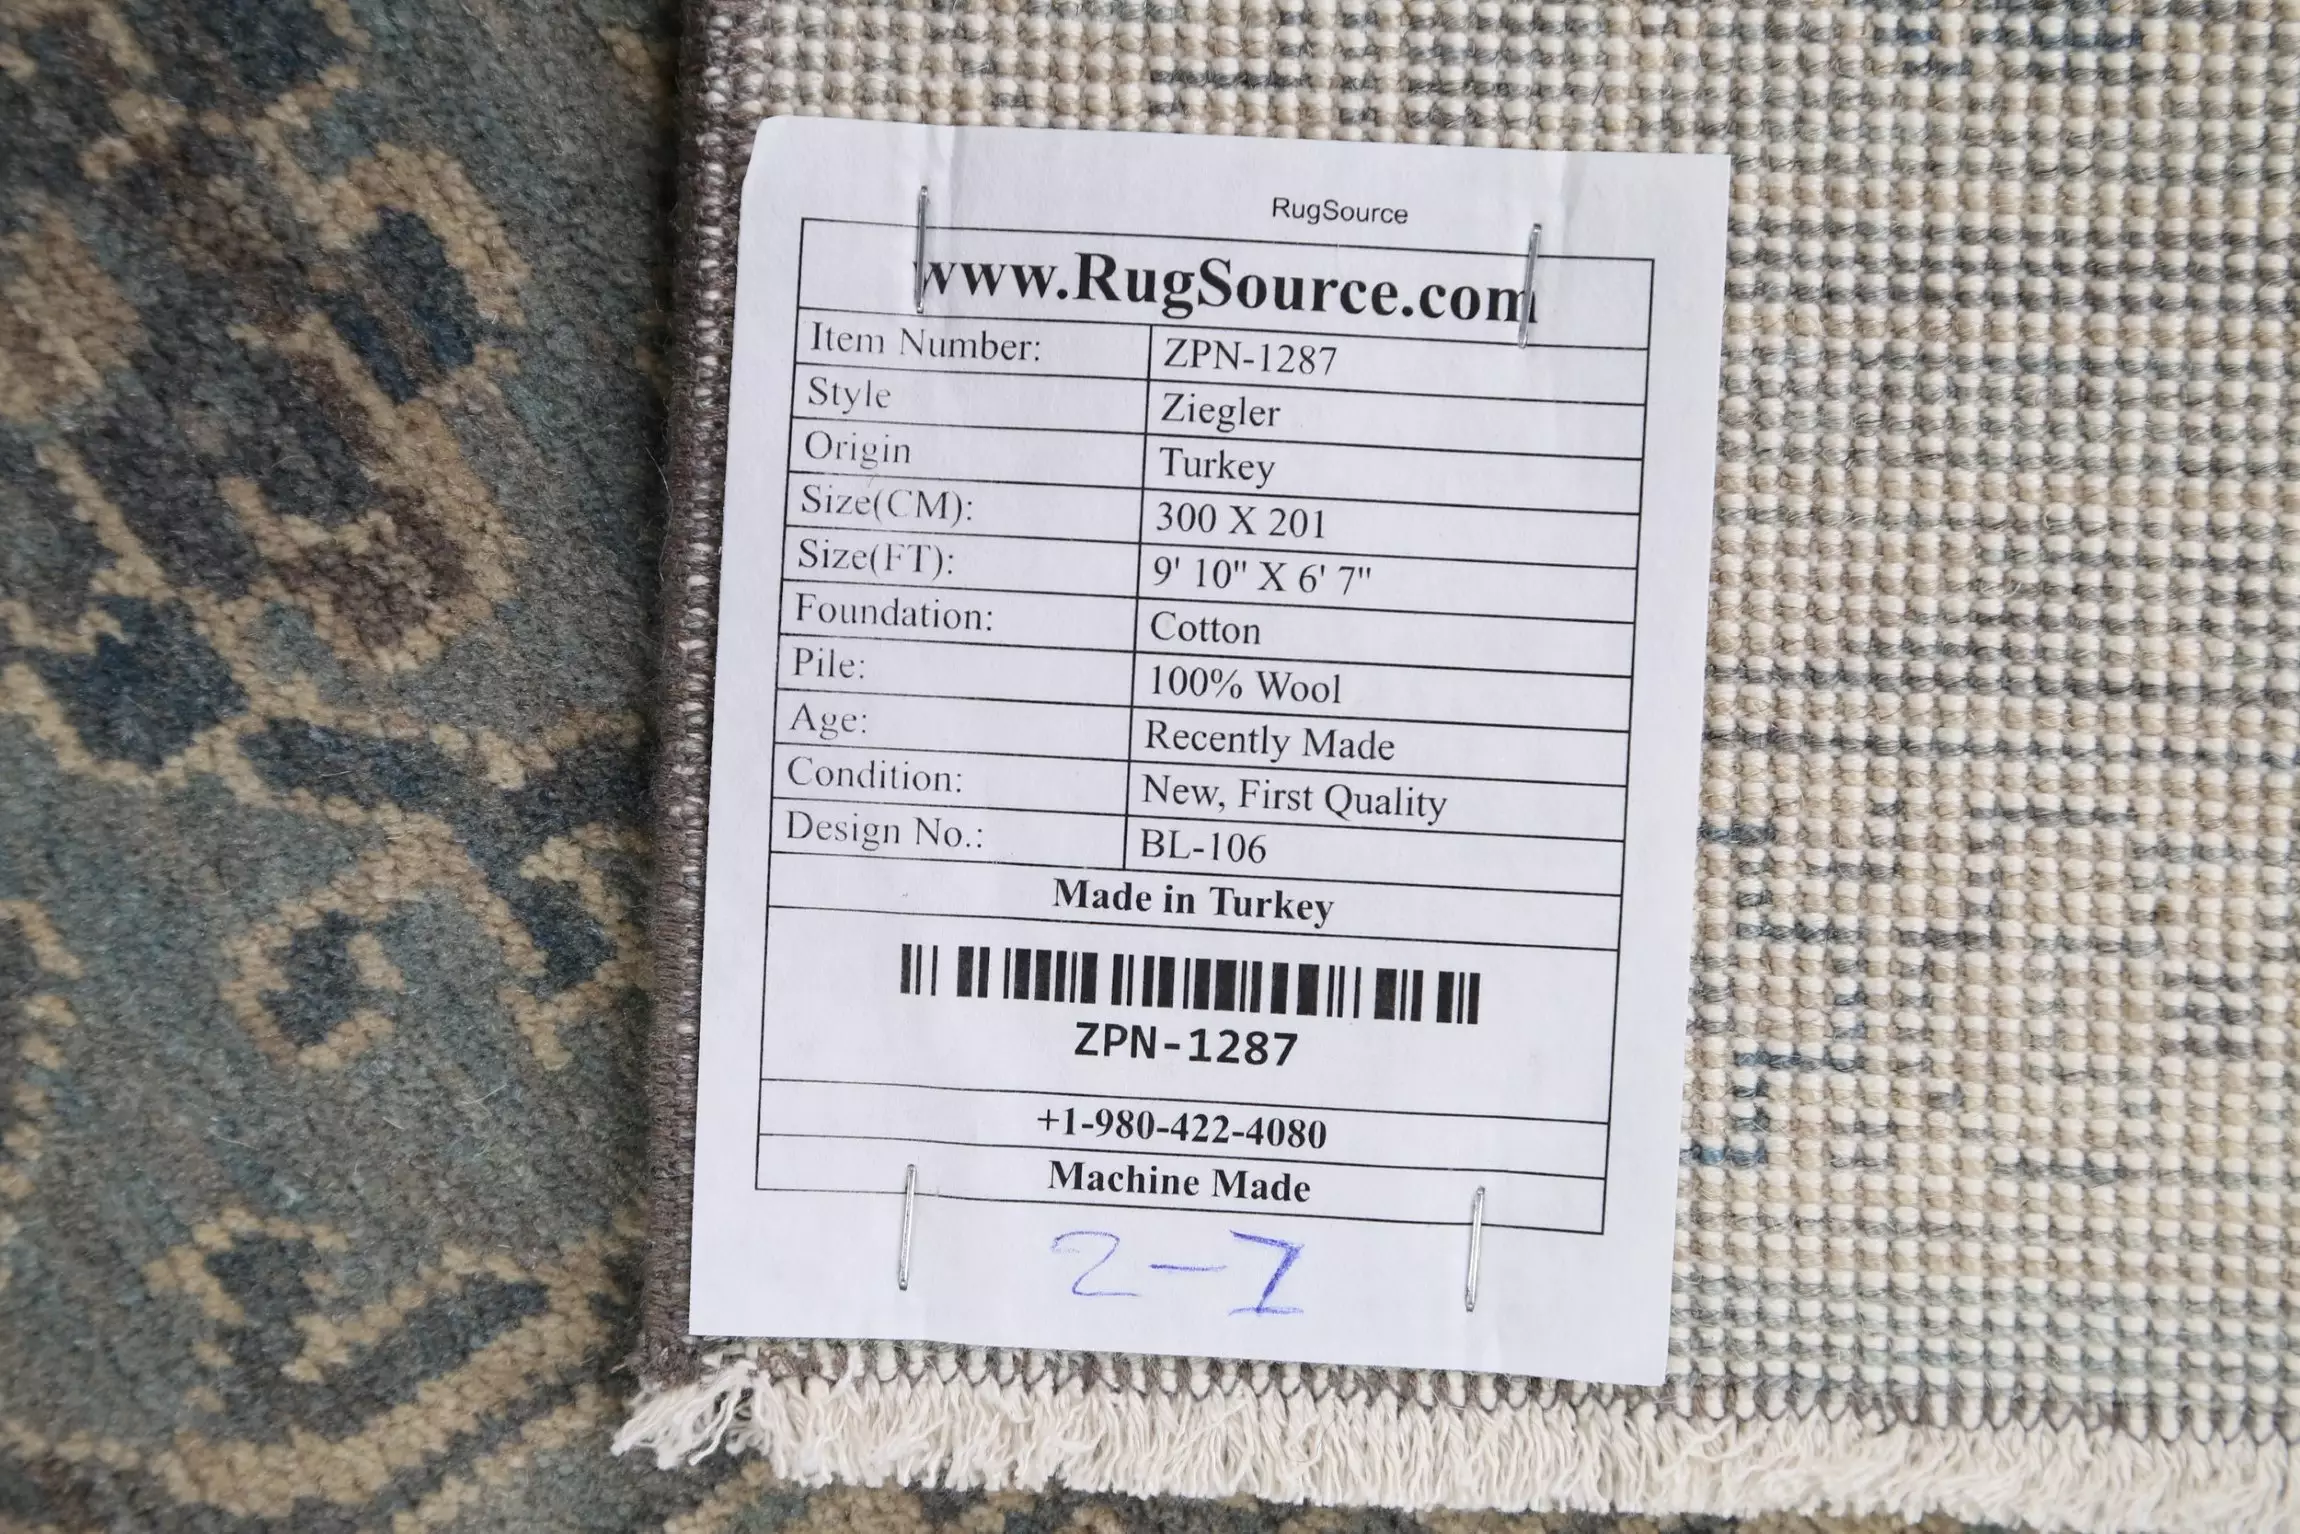 RugSource
www.RugSource.com
Item Number: ZPN-1287
Style Ziegler
Origin Turkey
Size(CM): 300 X 201
Size(FT): 9' 10" X 6' 7"
Foundation: Cotton
Pile: 100% Wool
Age: Recently Made
Condition: New, First Quality
Design No.: BL-106
Made in Turkey
ZPN-1287
+1-980-422-4080
Machine Made